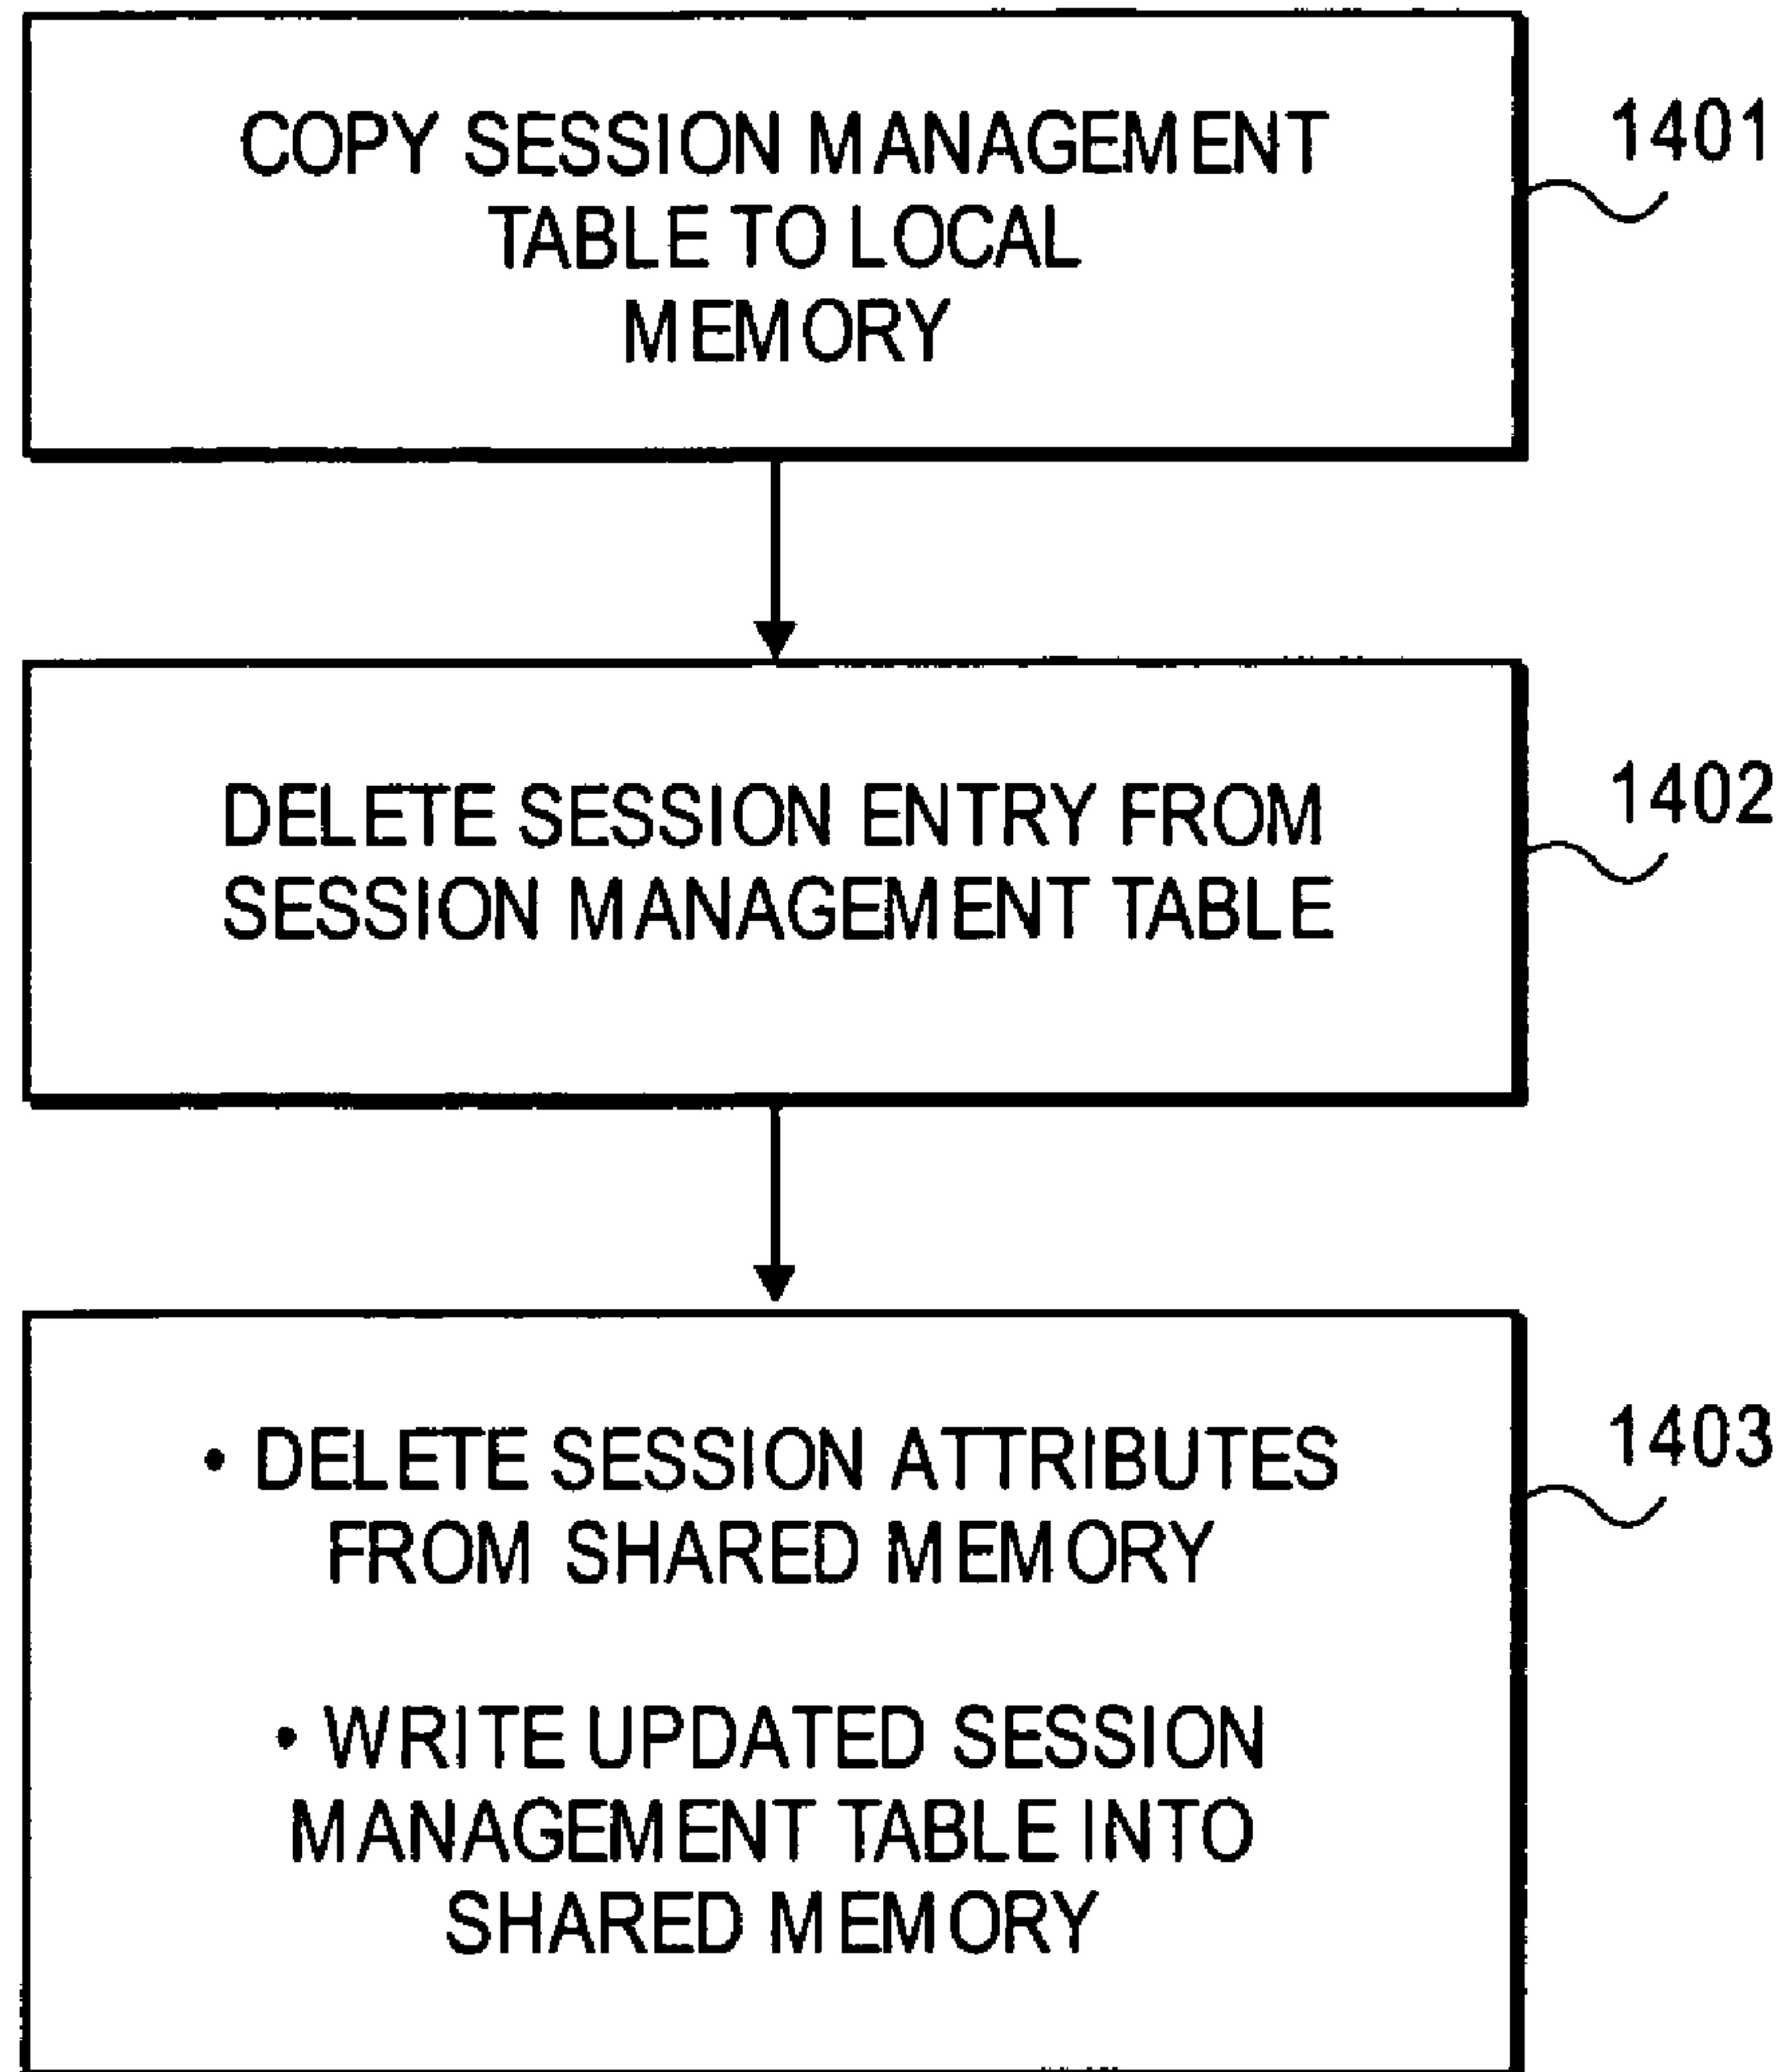 COPY SESSION MANAGEMENT
TABLE TO LOCAL
MEMORY
1401
DELETE SESSION ENTRY FROM
SESSION MANAGEMENT TABLE
1402
• DELETE SESSION ATTRIBUTES
FROM SHARED MEMORY
• WRITE UPDATED SESSION
MANAGEMENT TABLE INTO
SHARED MEMORY
1403